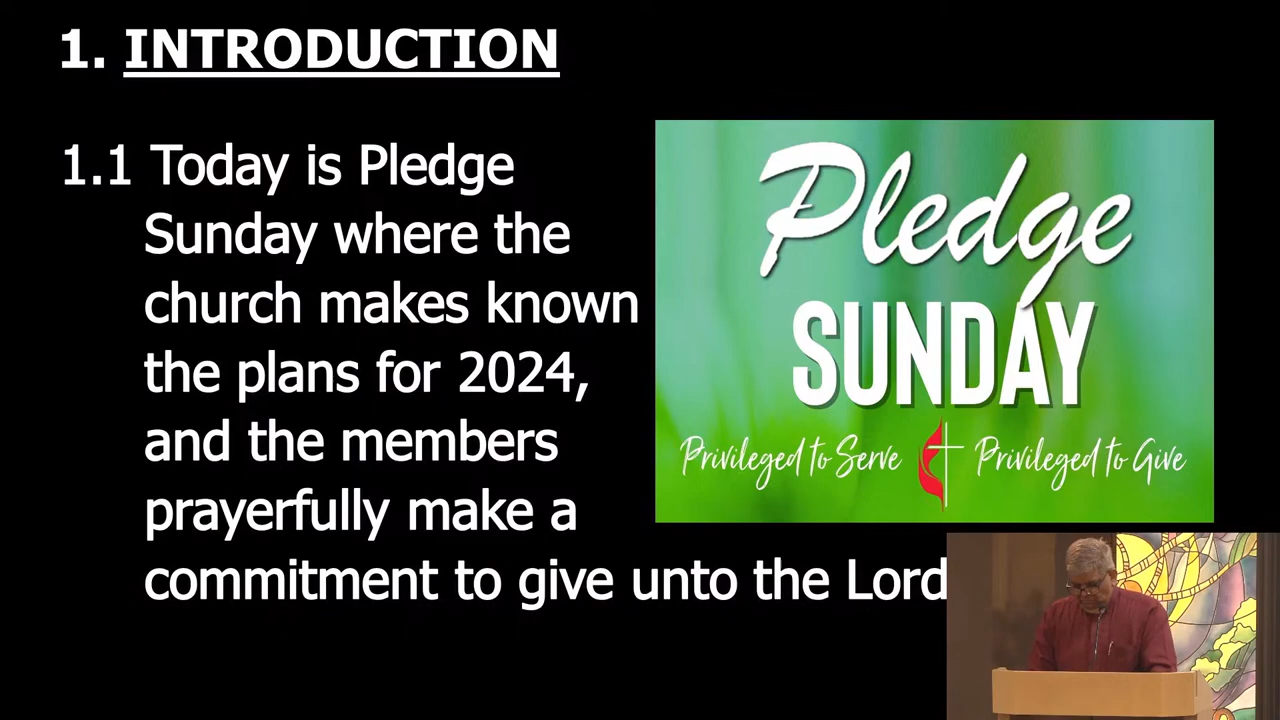 1. INTRODUCTION
1.1 Today is Pledge
Sunday where the
church makes known
the plans for 2024,
and the members
prayerfully make a
commitment to give unto the Lord
Pledge
SUNDAY
Privileged to Serve Privileged to Give